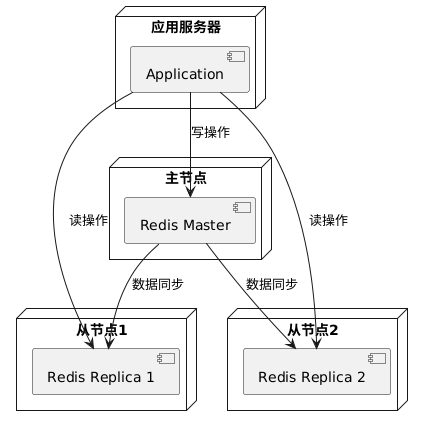 应用服务器
Application
写操作
主节点
Redis Master
读操作
读操作
数据同步
数据同步
从节点1
Redis Replica 1
从节点2
Redis Replica 2